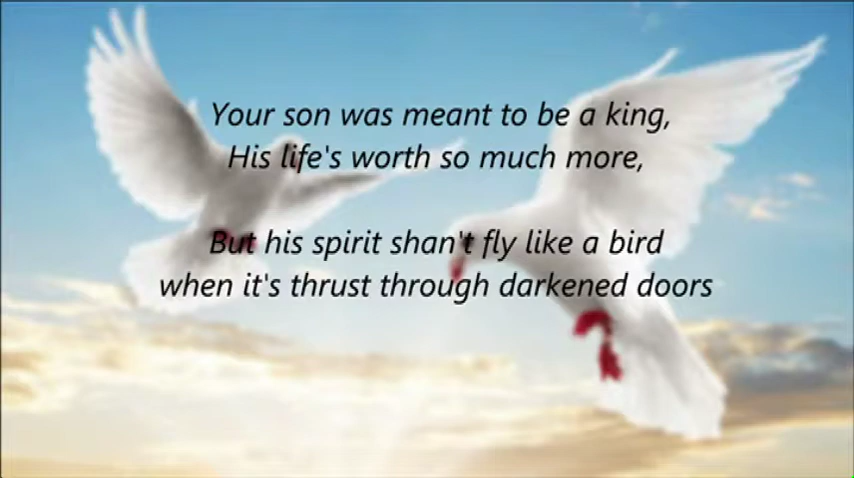 Your son was meant to be a king,
His life's worth so much more,
But his spirit shan't fly like a bird
when it's thrust through darkened doors